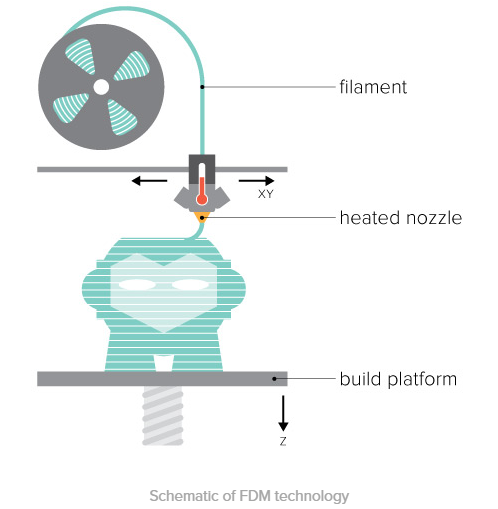 filament
XY
heated nozzle
build platform
Z
Schematic of FDM technology